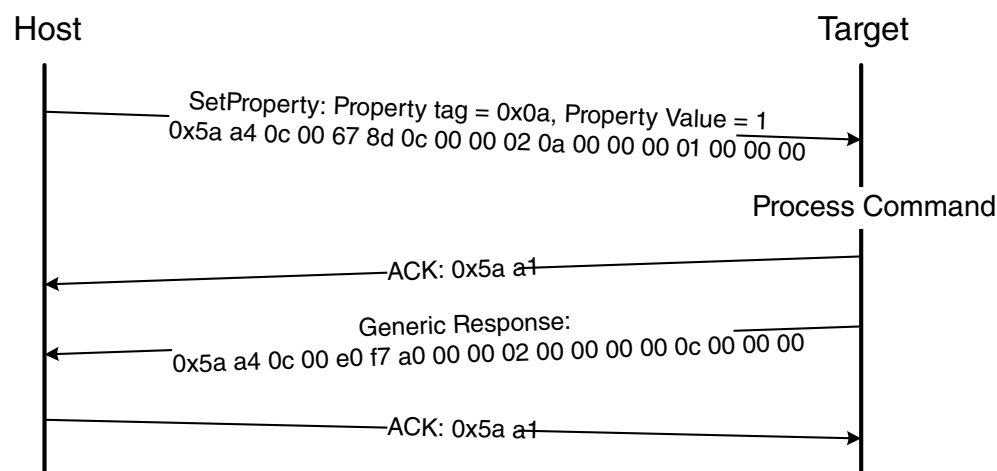 Host
Target
SetProperty: Property tag = 0x0a, Property Value = 1
0x5a a4 0c 00 67 8d 0c 00 00 02 0a 00 00 00 01 00 00 00
Process Command
ACK: 0x5a a1
Generic Response:
0x5a a4 0c 00 e0 f7 a0 00 00 02 00 00 00 00 0c 00 00 00
ACK: 0x5a a1